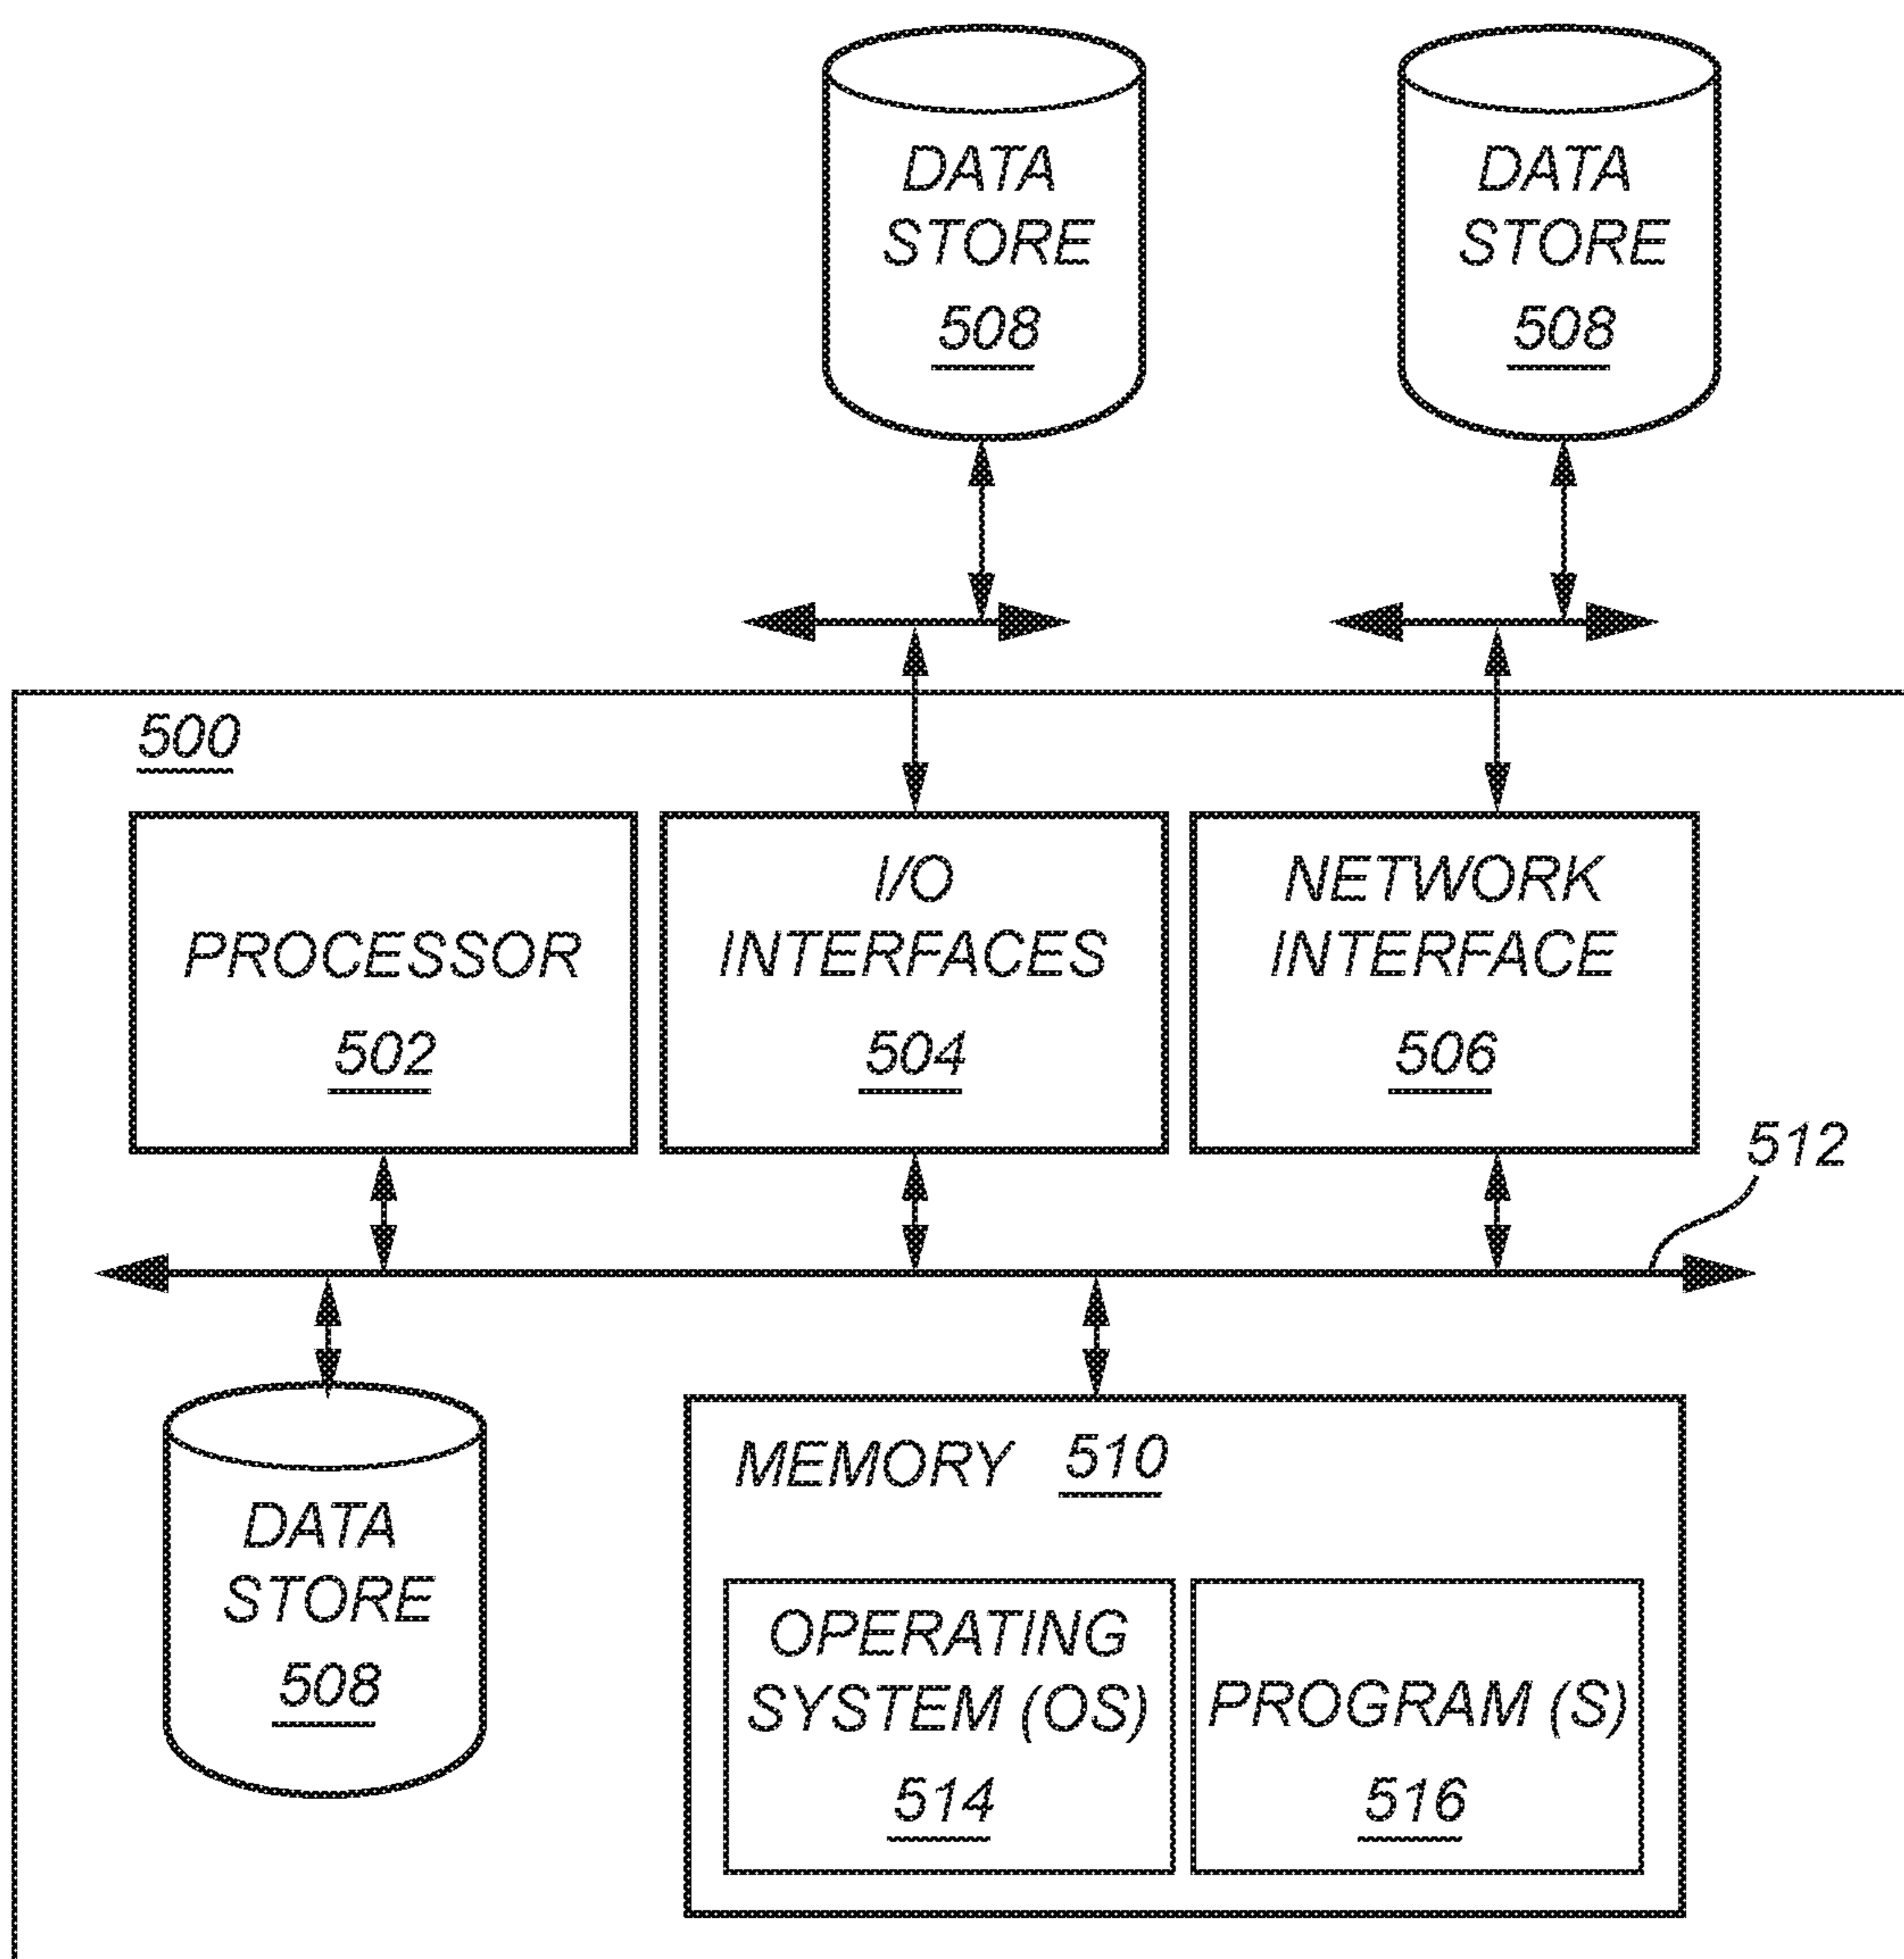 DATA
STORE
508
DATA
STORE
508
500
PROCESSOR
502
I/O
INTERFACES
504
NETWORK
INTERFACE
506
512
DATA
STORE
508
MEMORY 510
OPERATING
SYSTEM (OS)
514
PROGRAM (S)
516